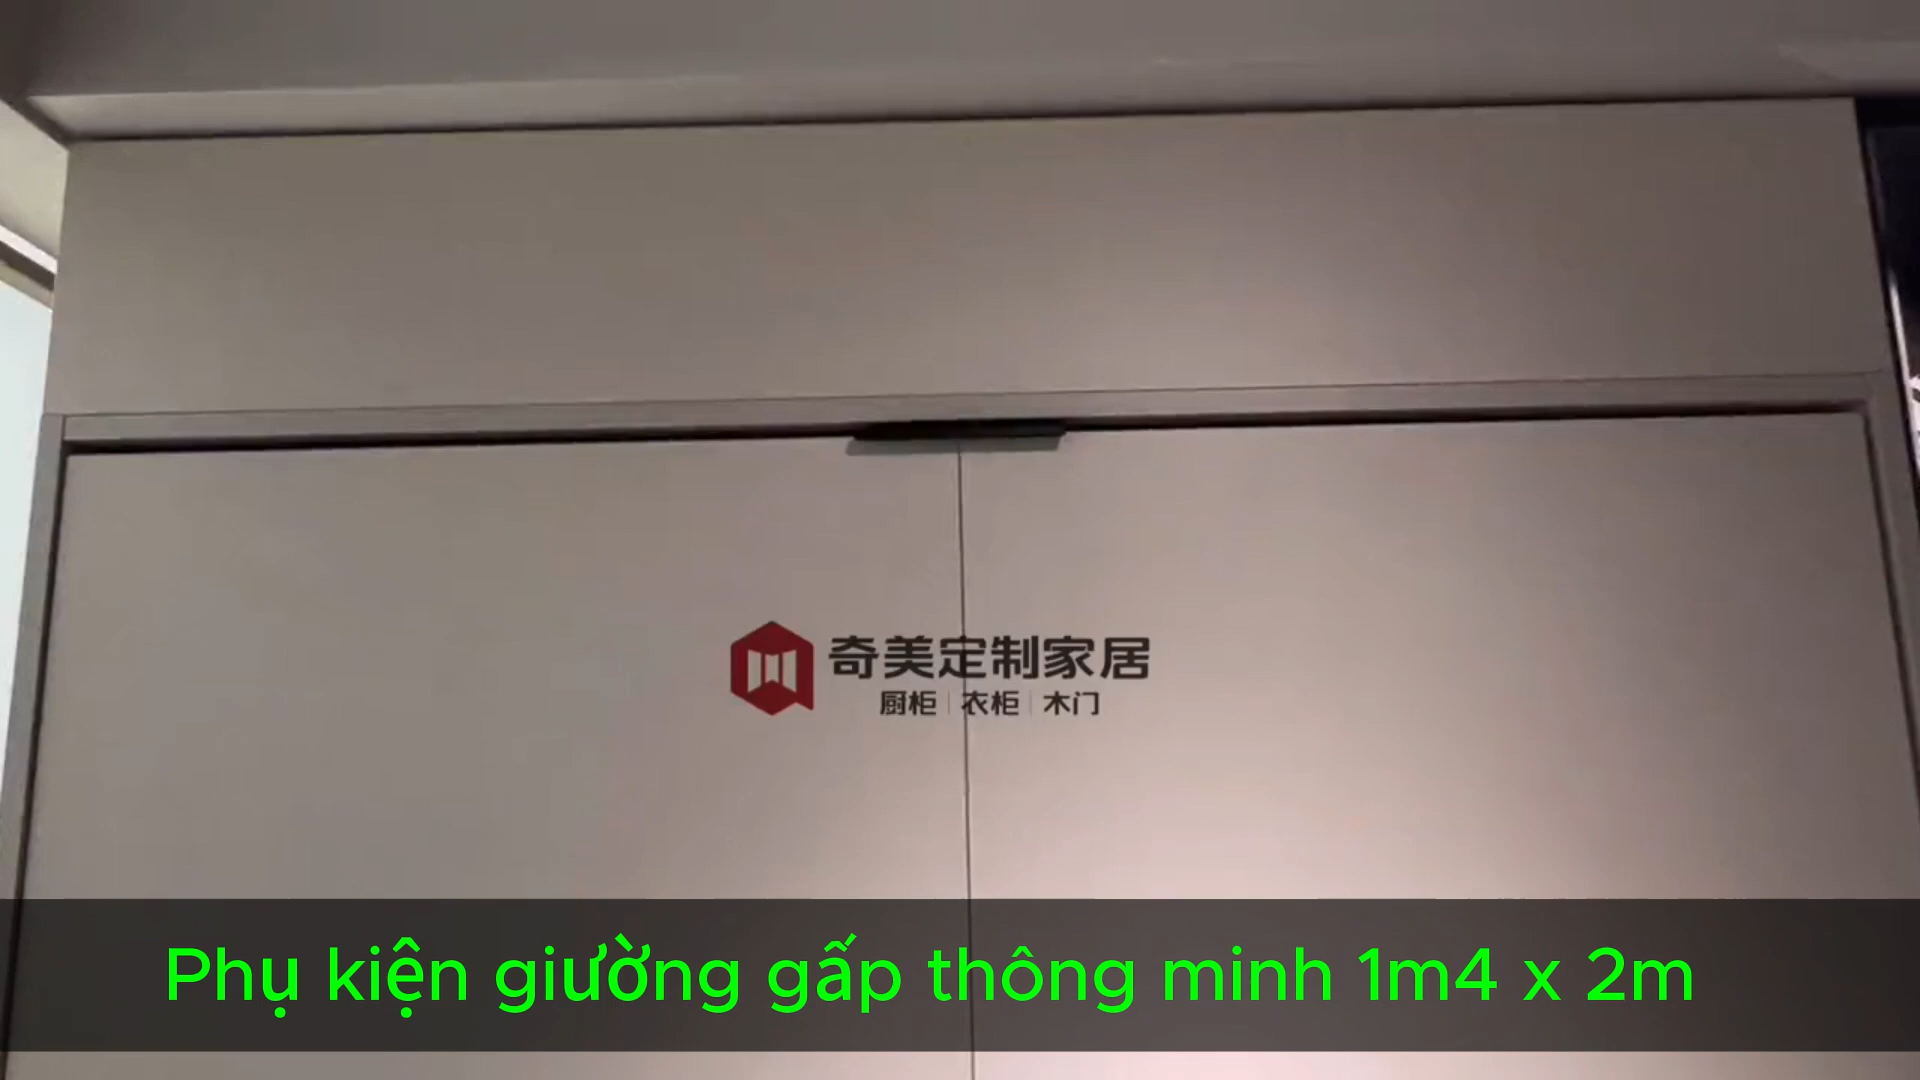 奇美定制家居
厨柜 | 衣柜 | 木门
Phụ kiện giường gấp thông minh 1m4 x 2m